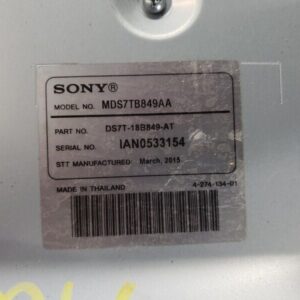 SONY®
MODEL NO. MDS7TB849AA
PART NO. DS7T-18B849-AT
SERIAL NO. IAN0533154
STT MANUFACTURED March, 2015
MADE IN THAILAND 4-274-134-01